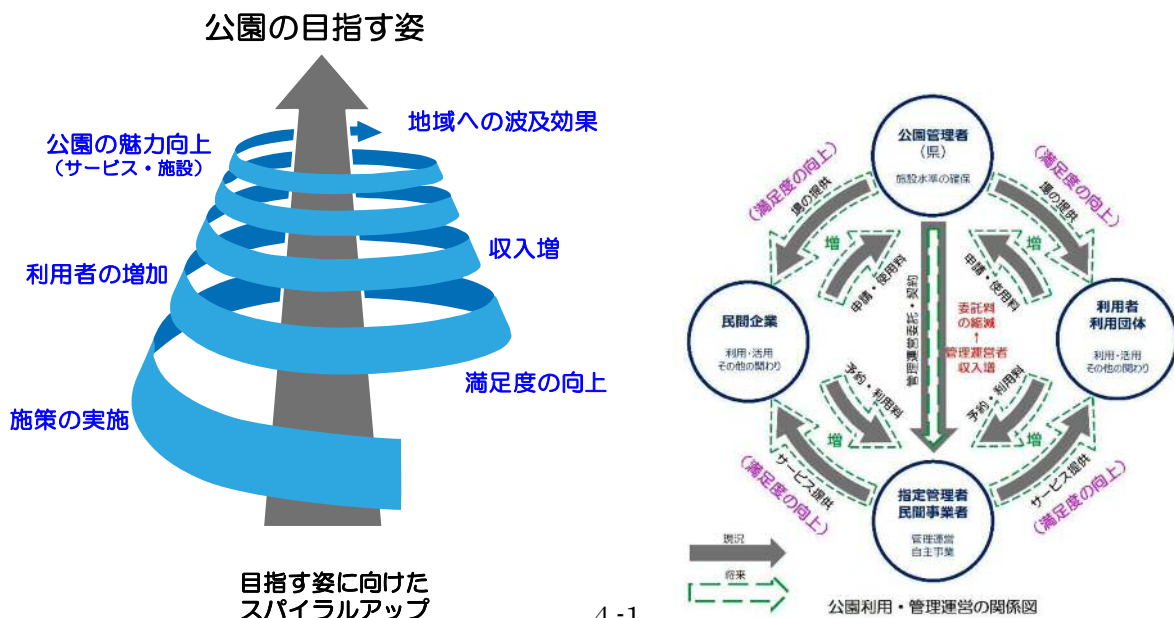 公園の目指す姿
地域への波及効果
公園の魅力向上
(サービス・施設)
収入増
利用者の増加
満足度の向上
施策の実施
目指す姿に向けた
スパイラルアップ
4-1
公園管理者
(県)
施設水準の確保
(満足度の向上)
場の提供
増
申請・使用料
(満足度の向上)
場の提供
増
申請・使用料
民間企業
利用・活用
その他の関わり
管理運営委託・契約
委託料
の縮減
↑
管理運営者
収入増
利用者
利用団体
利用・活用
その他の関わり
予約・利用料
増
サービス提供
(満足度の向上)
予約・利用料
増
サービス提供
(満足度の向上)
指定管理者
民間事業者
管理運営
自主事業
現況
将来
公園利用・管理運営の関係図